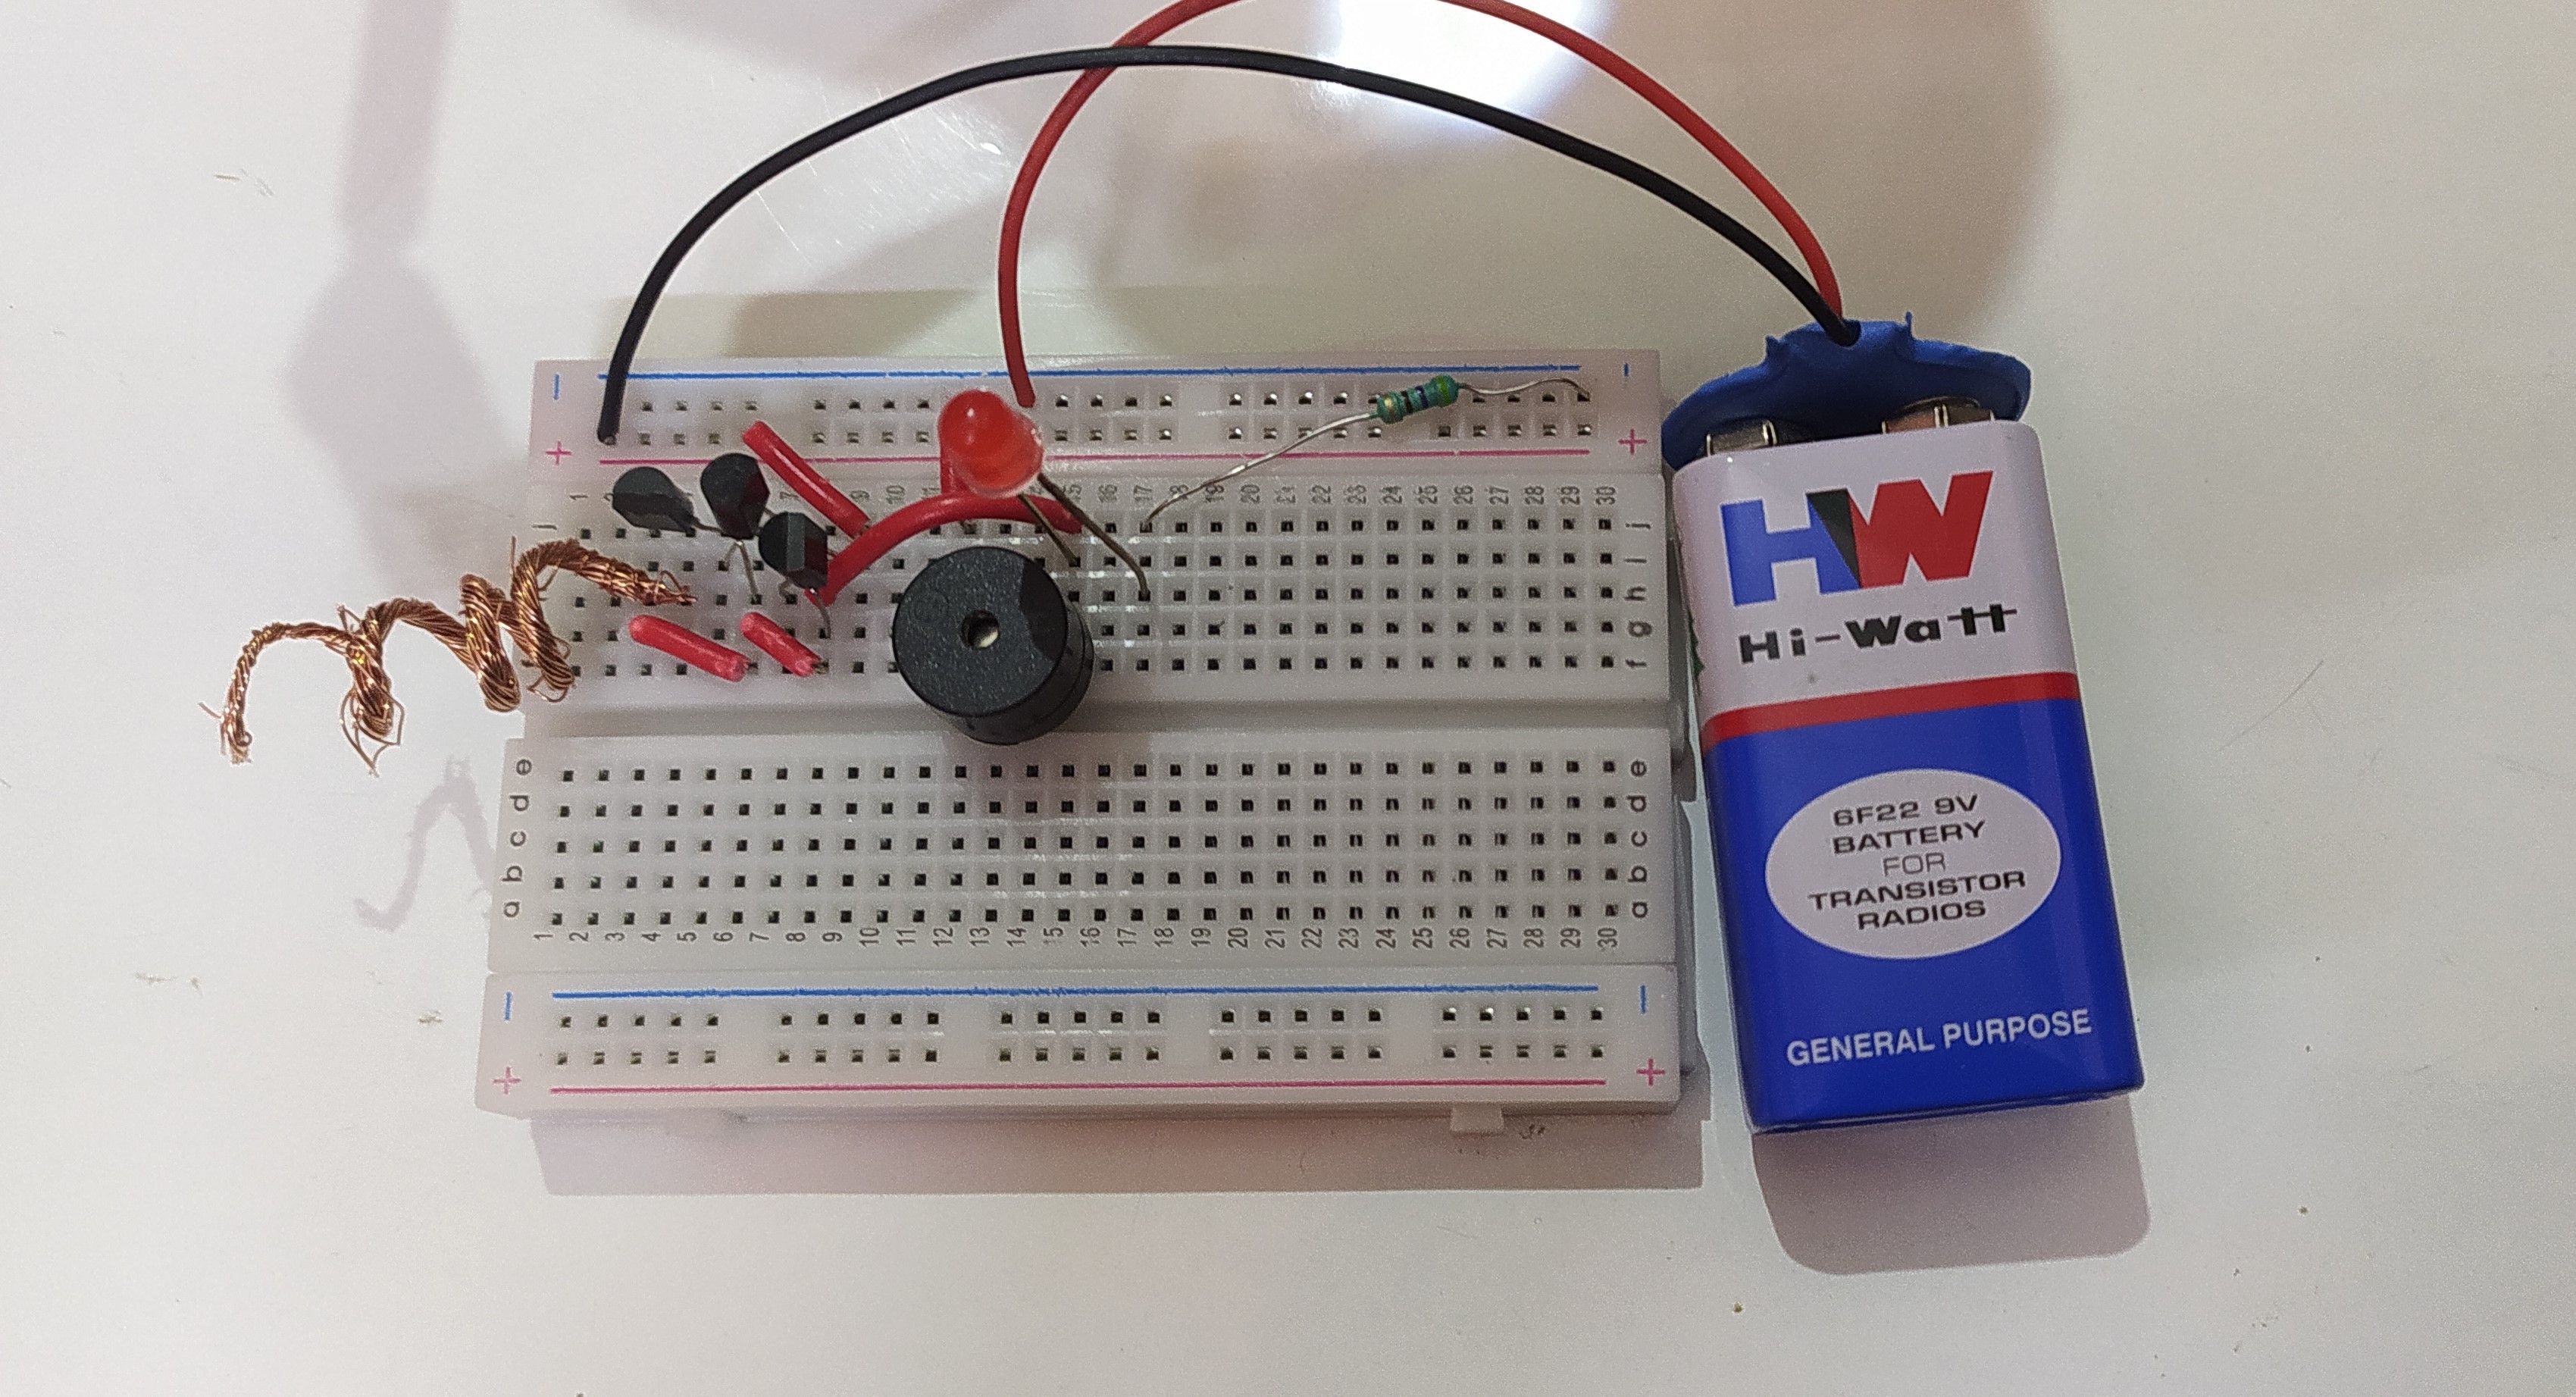 - -
+ +
1 2 7 9 10 11 15 16 17 18 19 20 21 22 23 24 25 26 27 28 29 30
j j
i
h
g
f f
HW
Hi-Watt
6F22 9V
BATTERY
FOR
TRANSISTOR
RADIOS
GENERAL PURPOSE
e e
d d
c c
b b
a a
1 2 3 4 5 6 7 8 9 10 11 12 13 14 15 16 17 18 19 20 21 22 23 24 25 26 27 28 29 30
- -
+ +